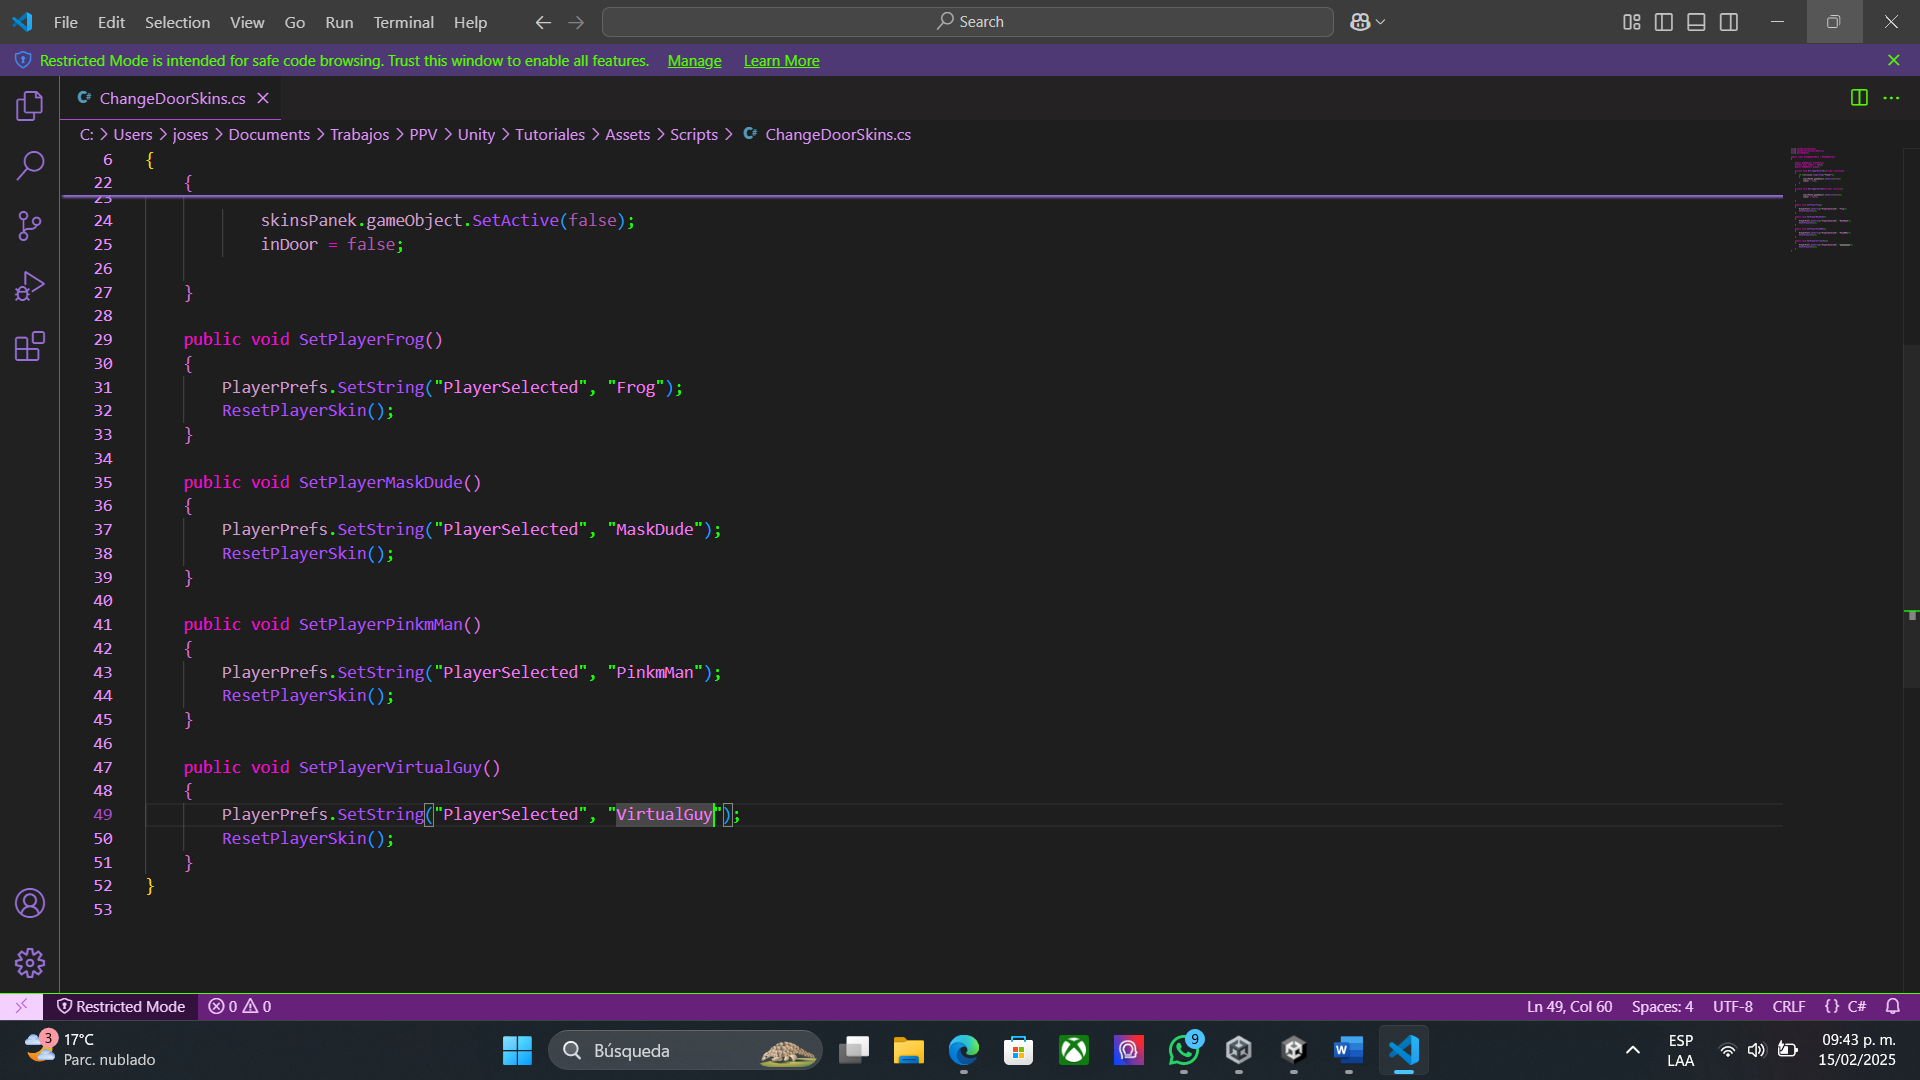 File Edit Selection View Go Run Terminal Help Search
Restricted Mode is intended for safe code browsing. Trust this window to enable all features. Manage Learn More
ChangeDoorSkins.cs
C: > Users > joses > Documents > Trabajos > PPV > Unity > Tutoriales > Assets > Scripts > ChangeDoorSkins.cs
6 {
22 {
23
24 skinsPanek.gameObject.SetActive(false);
25 inDoor = false;
26
27 }
28
29 public void SetPlayerFrog()
30 {
31 PlayerPrefs.SetString("PlayerSelected", "Frog");
32 ResetPlayerSkin();
33 }
34
35 public void SetPlayerMaskDude()
36 {
37 PlayerPrefs.SetString("PlayerSelected", "MaskDude");
38 ResetPlayerSkin();
39 }
40
41 public void SetPlayerPinkmMan()
42 {
43 PlayerPrefs.SetString("PlayerSelected", "PinkmMan");
44 ResetPlayerSkin();
45 }
46
47 public void SetPlayerVirtualGuy()
48 {
49 PlayerPrefs.SetString("PlayerSelected", "VirtualGuy");
50 ResetPlayerSkin();
51 }
52 }
53
Restricted Mode 0 0 Ln 49, Col 60 Spaces: 4 UTF-8 CRLF {} C#
3 17°C
Parc. nublado
Búsqueda
9
ESP
LAA
09:43 p. m.
15/02/2025